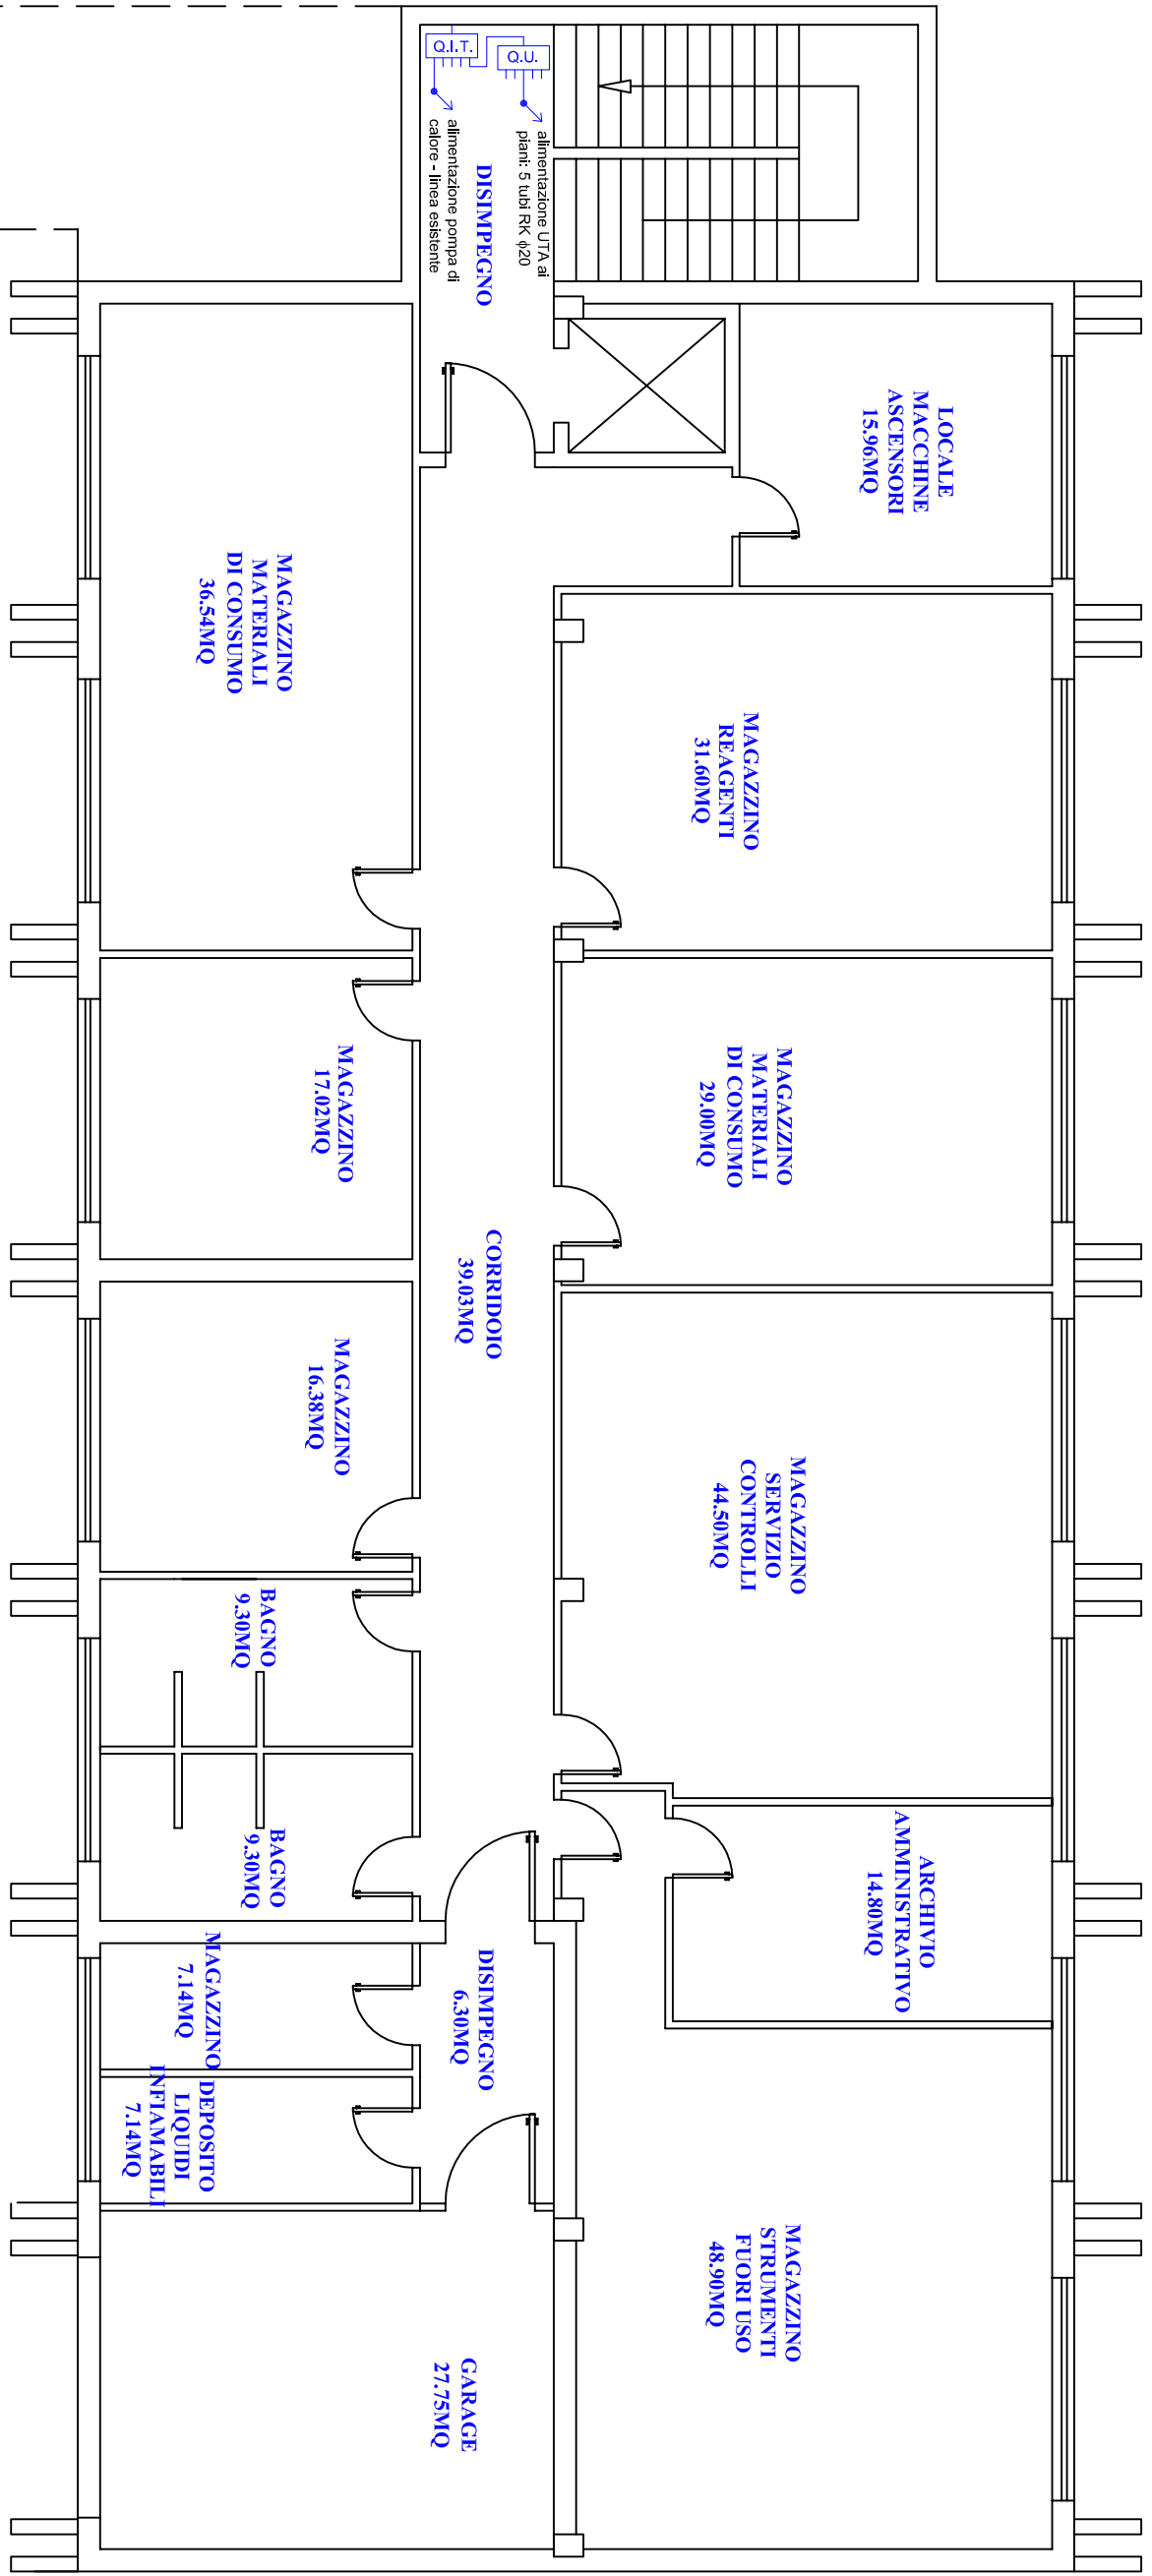 Q.I.T.
Q.U.
alimentazione UTA ai
piani: 5 tubi RK ϕ20
alimentazione pompa di
calore - linea esistente
DISIMPEGNO
LOCALE
MACCHINE
ASCENSORI
15.96MQ
MAGAZZINO
REAGENTI
31.60MQ
MAGAZZINO
MATERIALI
DI CONSUMO
29.00MQ
MAGAZZINO
SERVIZIO
CONTROLLI
44.50MQ
ARCHIVIO
AMMINISTRATIVO
14.80MQ
MAGAZZINO
STRUMENTI
FUORI USO
48.90MQ
CORRIDOIO
39.03MQ
DISIMPEGNO
6.30MQ
GARAGE
27.75MQ
MAGAZZINO
MATERIALI
DI CONSUMO
36.54MQ
MAGAZZINO
17.02MQ
MAGAZZINO
16.38MQ
BAGNO
9.30MQ
BAGNO
9.30MQ
MAGAZZINO
7.14MQ
DEPOSITO
LIQUIDI
INFIAMABILI
7.14MQ